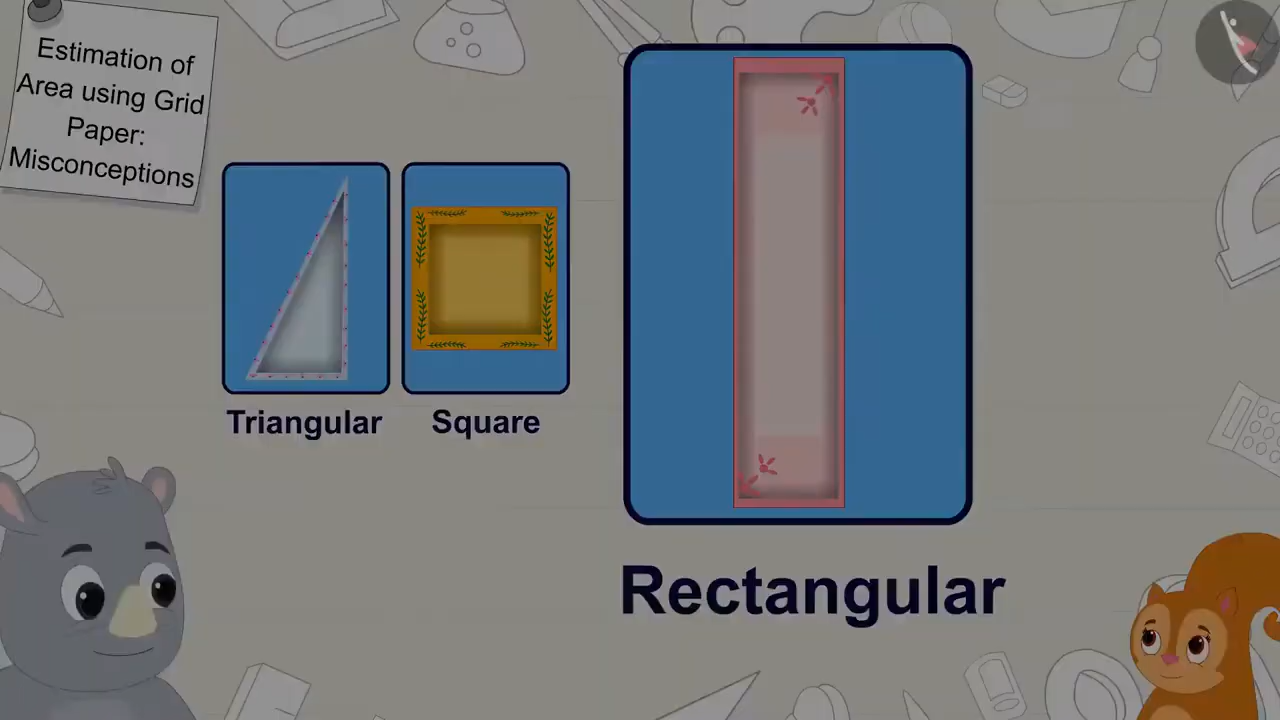 Estimation of
Area using Grid
Paper:
Misconceptions
Triangular
Square
Rectangular